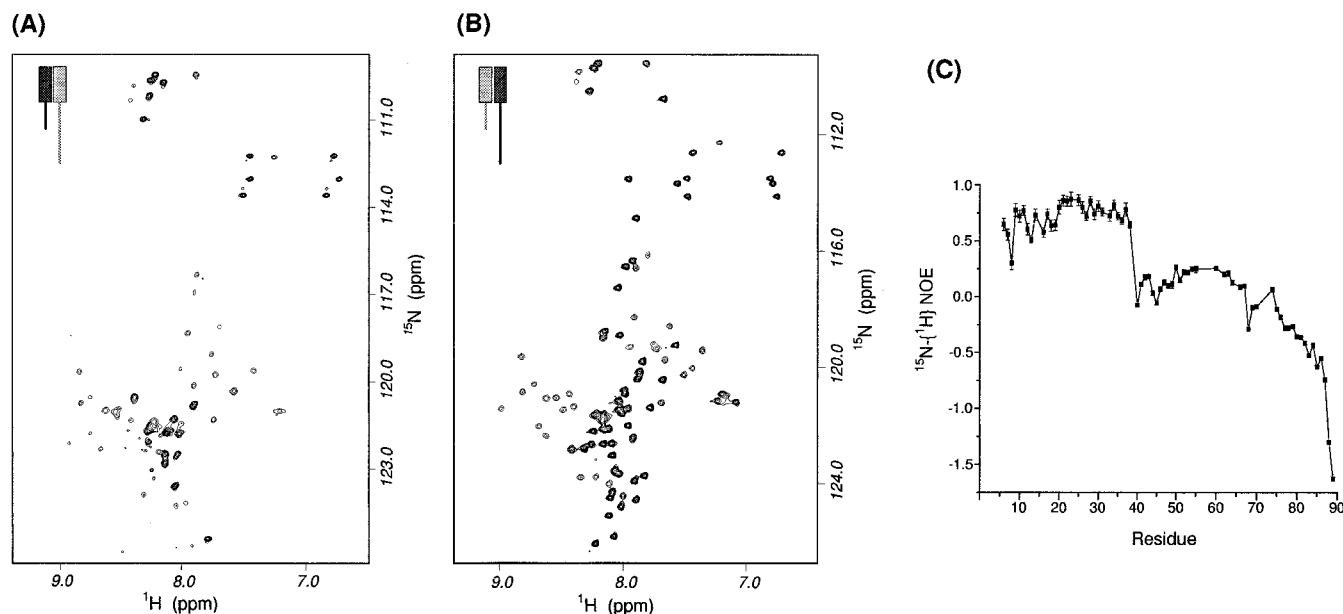 (A)
111.0
114.0
117.0
120.0
123.0
¹⁵N (ppm)
9.0 8.0 7.0
¹H (ppm)
(B)
112.0
116.0
120.0
124.0
¹⁵N (ppm)
9.0 8.0 7.0
¹H (ppm)
(C)
1.0
0.5
0.0
-0.5
-1.0
-1.5
¹⁵N-{¹H} NOE
10 20 30 40 50 60 70 80 90
Residue